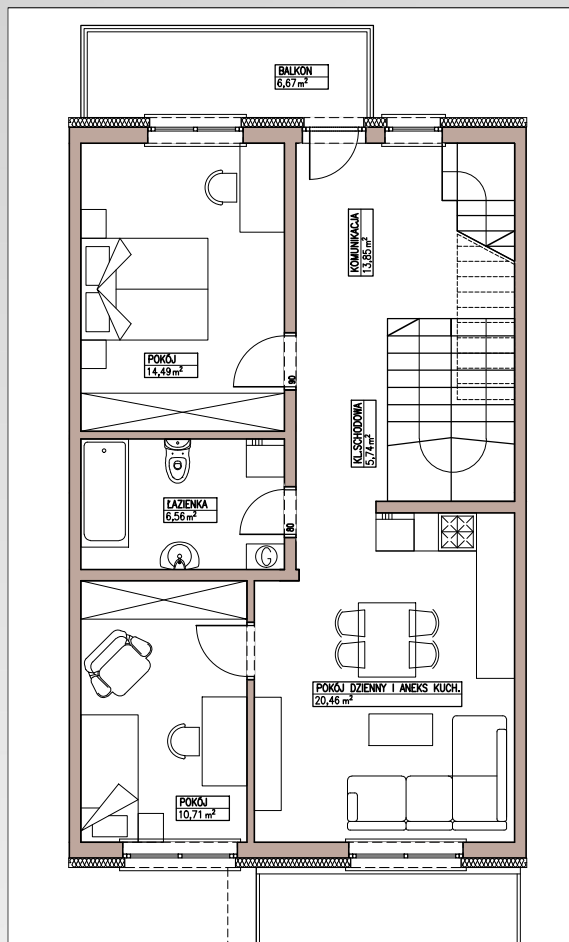 BALKON
6,67 m²
KOMUNIKACJA
13,85 m²
POKÓJ
14,49 m²
90
KL.SCHODOWA
5,74 m²
ŁAZIENKA
6,56 m²
80
G
POKÓJ DZIENNY I ANEKS KUCH.
20,46 m²
POKÓJ
10,71 m²